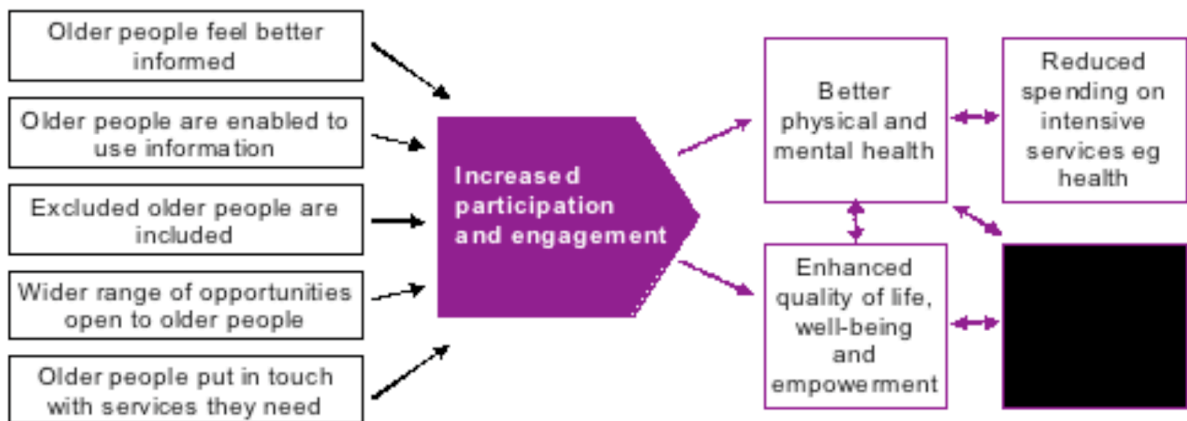 Older people feel better
informed
Older people are enabled to
use information
Excluded older people are
included
Wider range of opportunities
open to older people
Older people put in touch
with services they need
Increased
participation
and engagement
Better
physical and
mental health
Reduced
spending on
intensive
services eg
health
Enhanced
quality of life,
well-being
and
empowerment